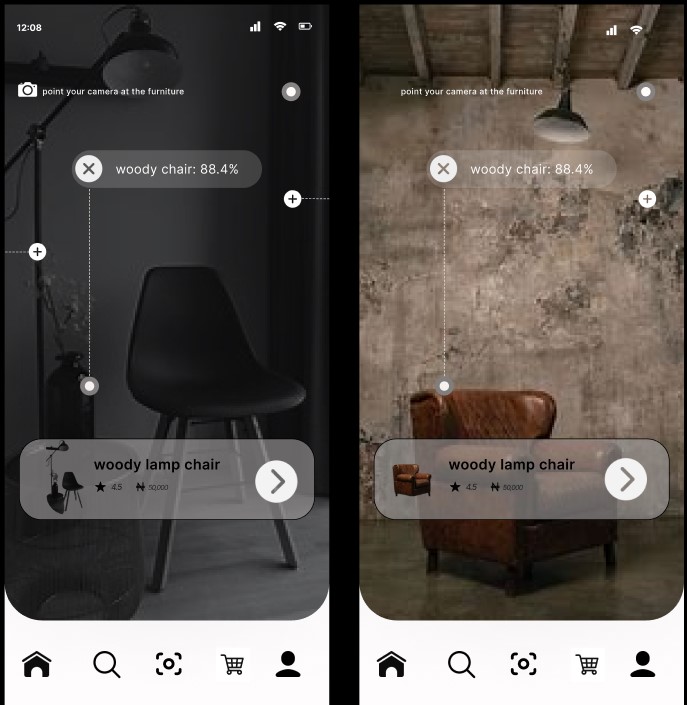 12:08
point your camera at the furniture
woody chair: 88.4%
woody lamp chair
4.5 ₦ 50,000
point your camera at the furniture
woody chair: 88.4%
woody lamp chair
4.5 ₦ 50,000